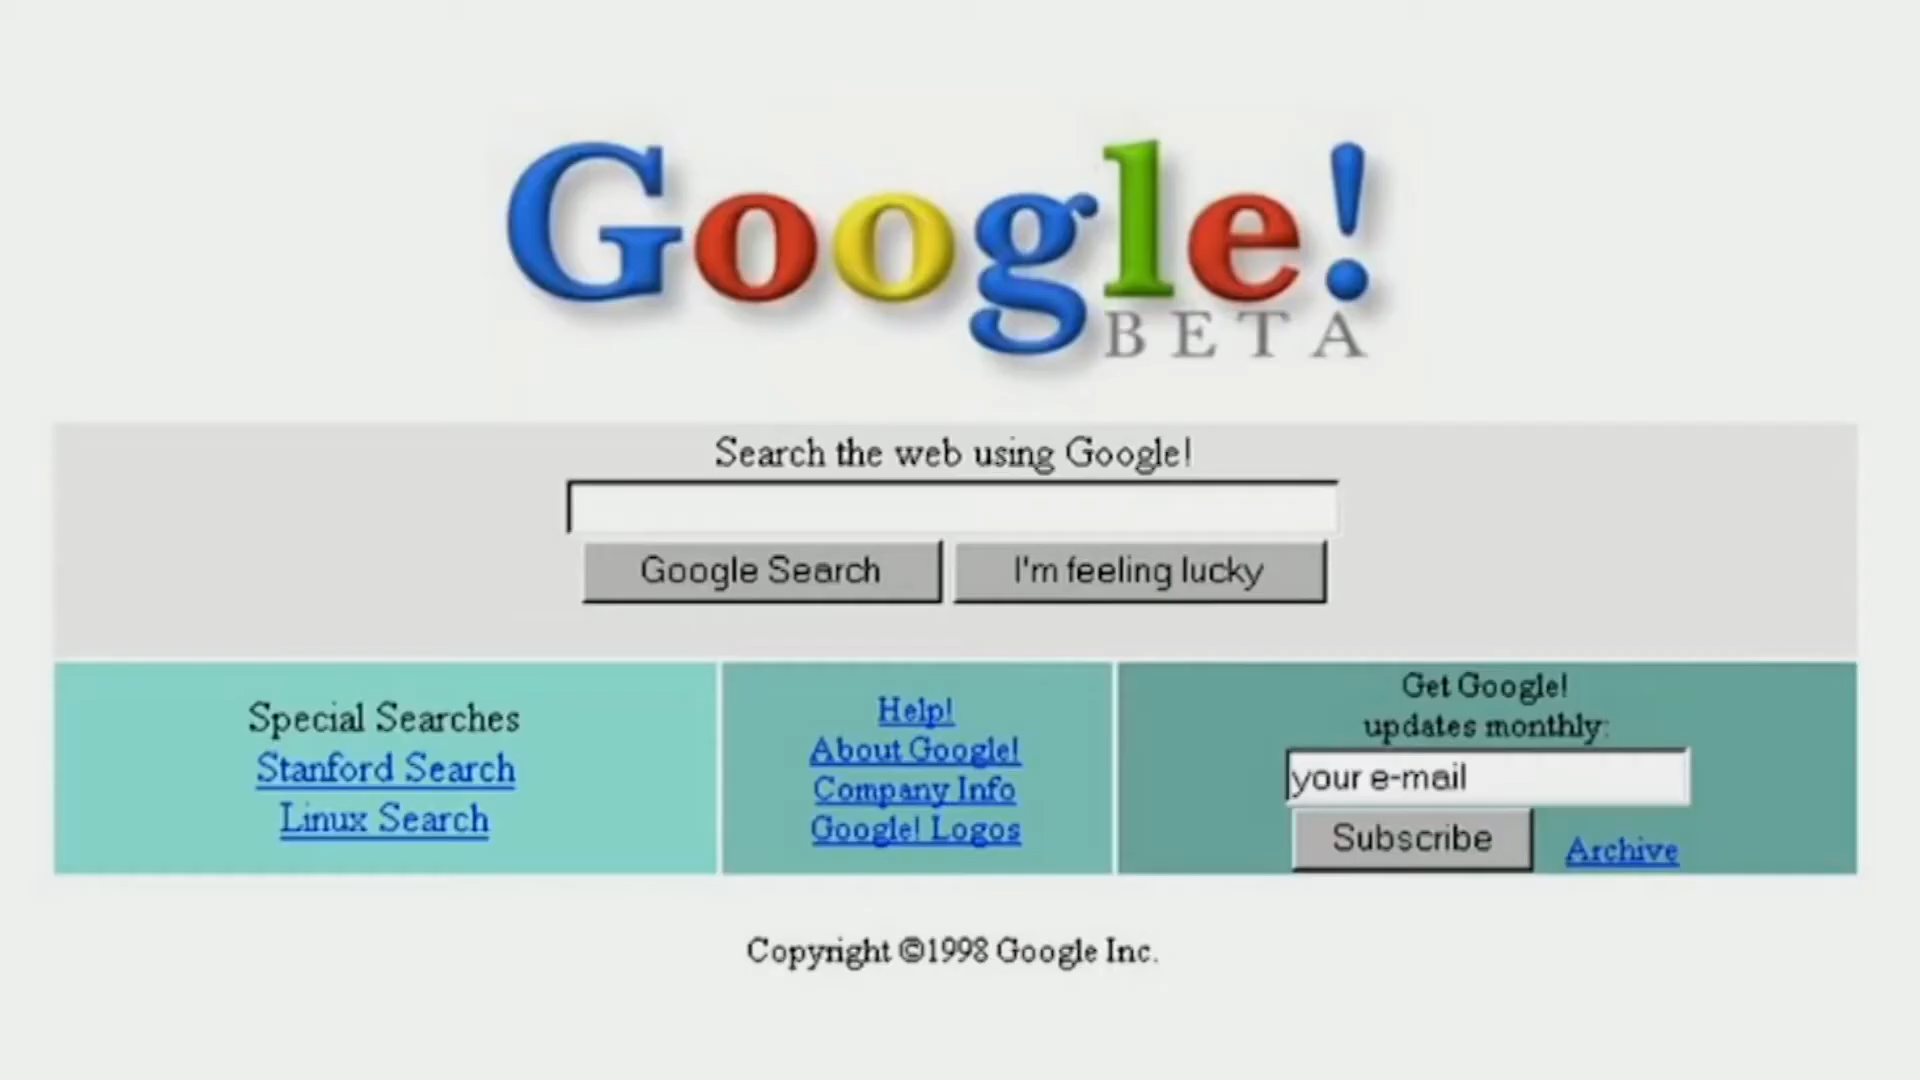 Google!
BETA
Search the web using Google!
Google Search
I'm feeling lucky
Special Searches
Stanford Search
Linux Search
Help!
About Google!
Company Info
Google! Logos
Get Google!
updates monthly:
your e-mail
Subscribe
Archive
Copyright ©1998 Google Inc.